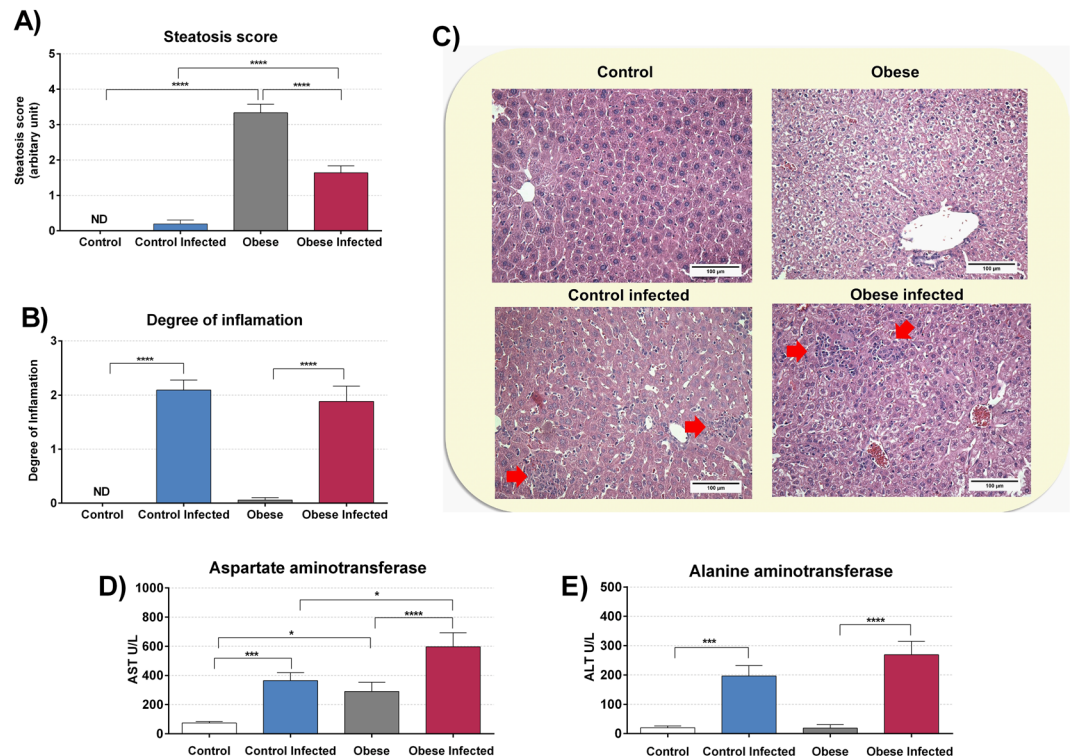 A)
Steatosis score
Steatosis score
(arbitary unit)
5
4
3
2
1
0
****
****
****
ND
Control
Control Infected
Obese
Obese Infected
B)
Degree of inflamation
Degree of Inflamation
3
2
1
0
****
****
ND
Control
Control Infected
Obese
Obese Infected
C)
Control
Obese
100 µm
100 µm
Control infected
Obese infected
100 µm
100 µm
D)
Aspartate aminotransferase
AST U/L
1000
800
600
400
200
0
*
****
*
***
Control
Control Infected
Obese
Obese Infected
E)
Alanine aminotransferase
ALT U/L
500
400
300
200
100
0
***
****
Control
Control Infected
Obese
Obese Infected